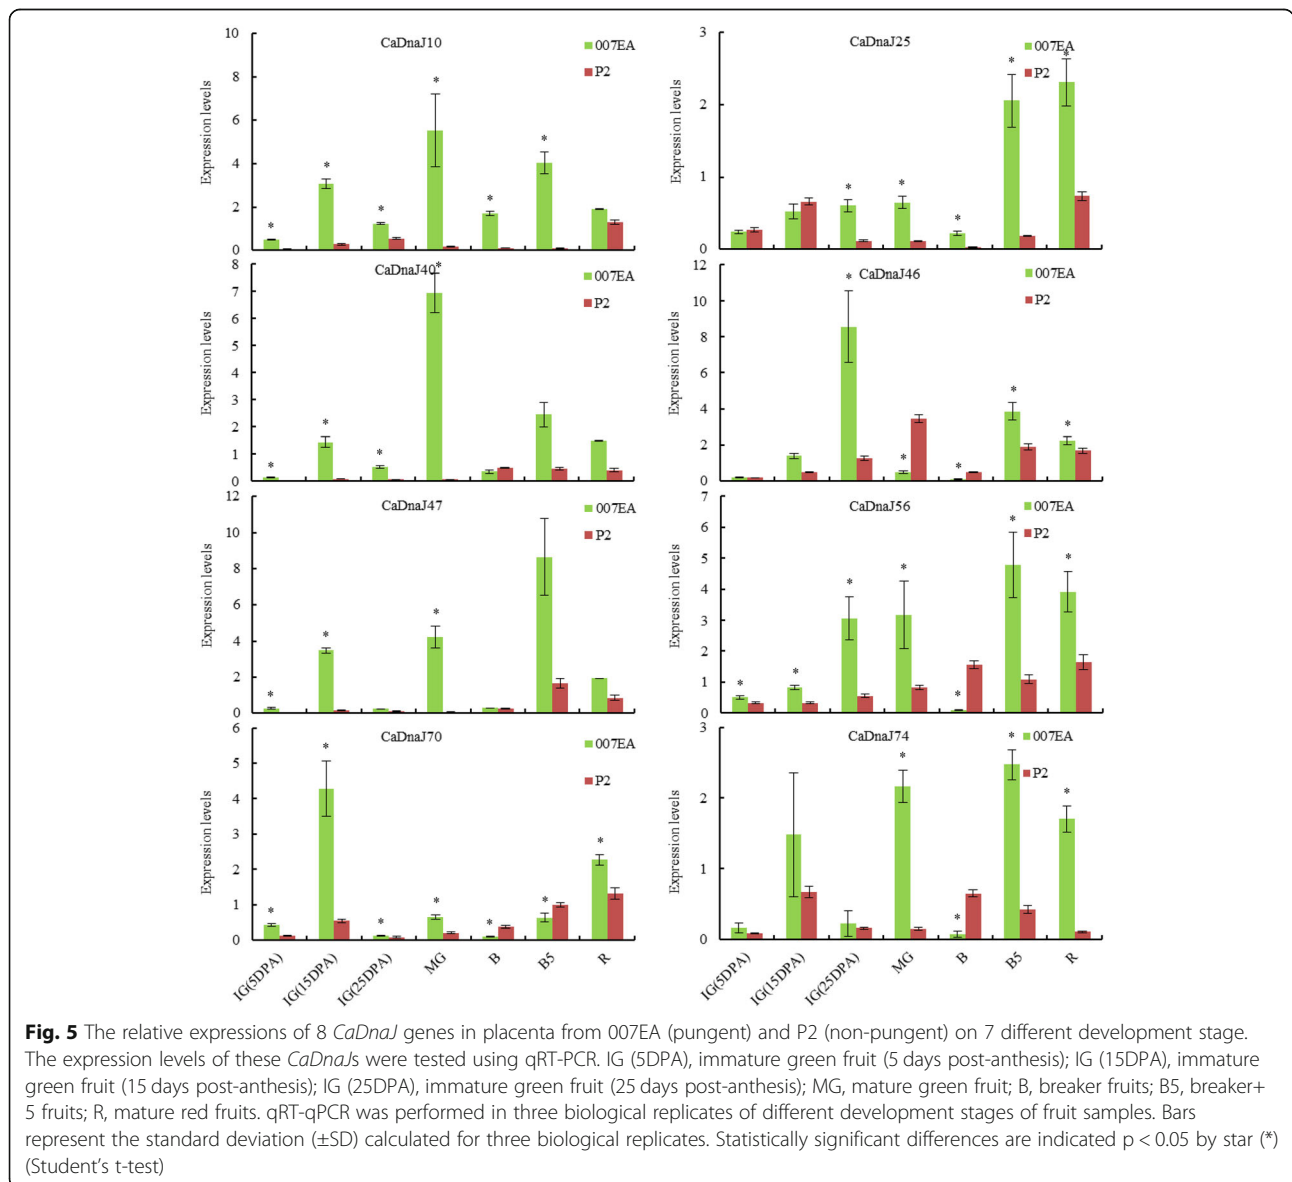 CaDnaJ10
007EA
P2
Expression levels
10
8
6
4
2
0
* * * * * *
CaDnaJ25
007EA
P2
Expression levels
3
2
1
0
* * * * *
CaDnaJ40
007EA
P2
Expression levels
8
7
6
5
4
3
2
1
0
* * * *
CaDnaJ46
007EA
P2
Expression levels
12
10
8
6
4
2
0
* * * * *
CaDnaJ47
007EA
P2
Expression levels
12
10
8
6
4
2
0
* * *
CaDnaJ56
007EA
P2
Expression levels
7
6
5
4
3
2
1
0
* * * * * * *
CaDnaJ70
007EA
P2
Expression levels
6
5
4
3
2
1
0
* * * * * * *
IG(5DPA) IG(15DPA) IG(25DPA) MG B B5 R
CaDnaJ74
007EA
P2
Expression levels
3
2
1
0
* * * *
IG(5DPA) IG(15DPA) IG(25DPA) MG B B5 R
Fig. 5 The relative expressions of 8 CaDnaJ genes in placenta from 007EA (pungent) and P2 (non-pungent) on 7 different development stage.
The expression levels of these CaDnaJs were tested using qRT-PCR. IG (5DPA), immature green fruit (5 days post-anthesis); IG (15DPA), immature
green fruit (15 days post-anthesis); IG (25DPA), immature green fruit (25 days post-anthesis); MG, mature green fruit; B, breaker fruits; B5, breaker+
5 fruits; R, mature red fruits. qRT-qPCR was performed in three biological replicates of different development stages of fruit samples. Bars
represent the standard deviation (±SD) calculated for three biological replicates. Statistically significant differences are indicated p < 0.05 by star (*)
(Student's t-test)